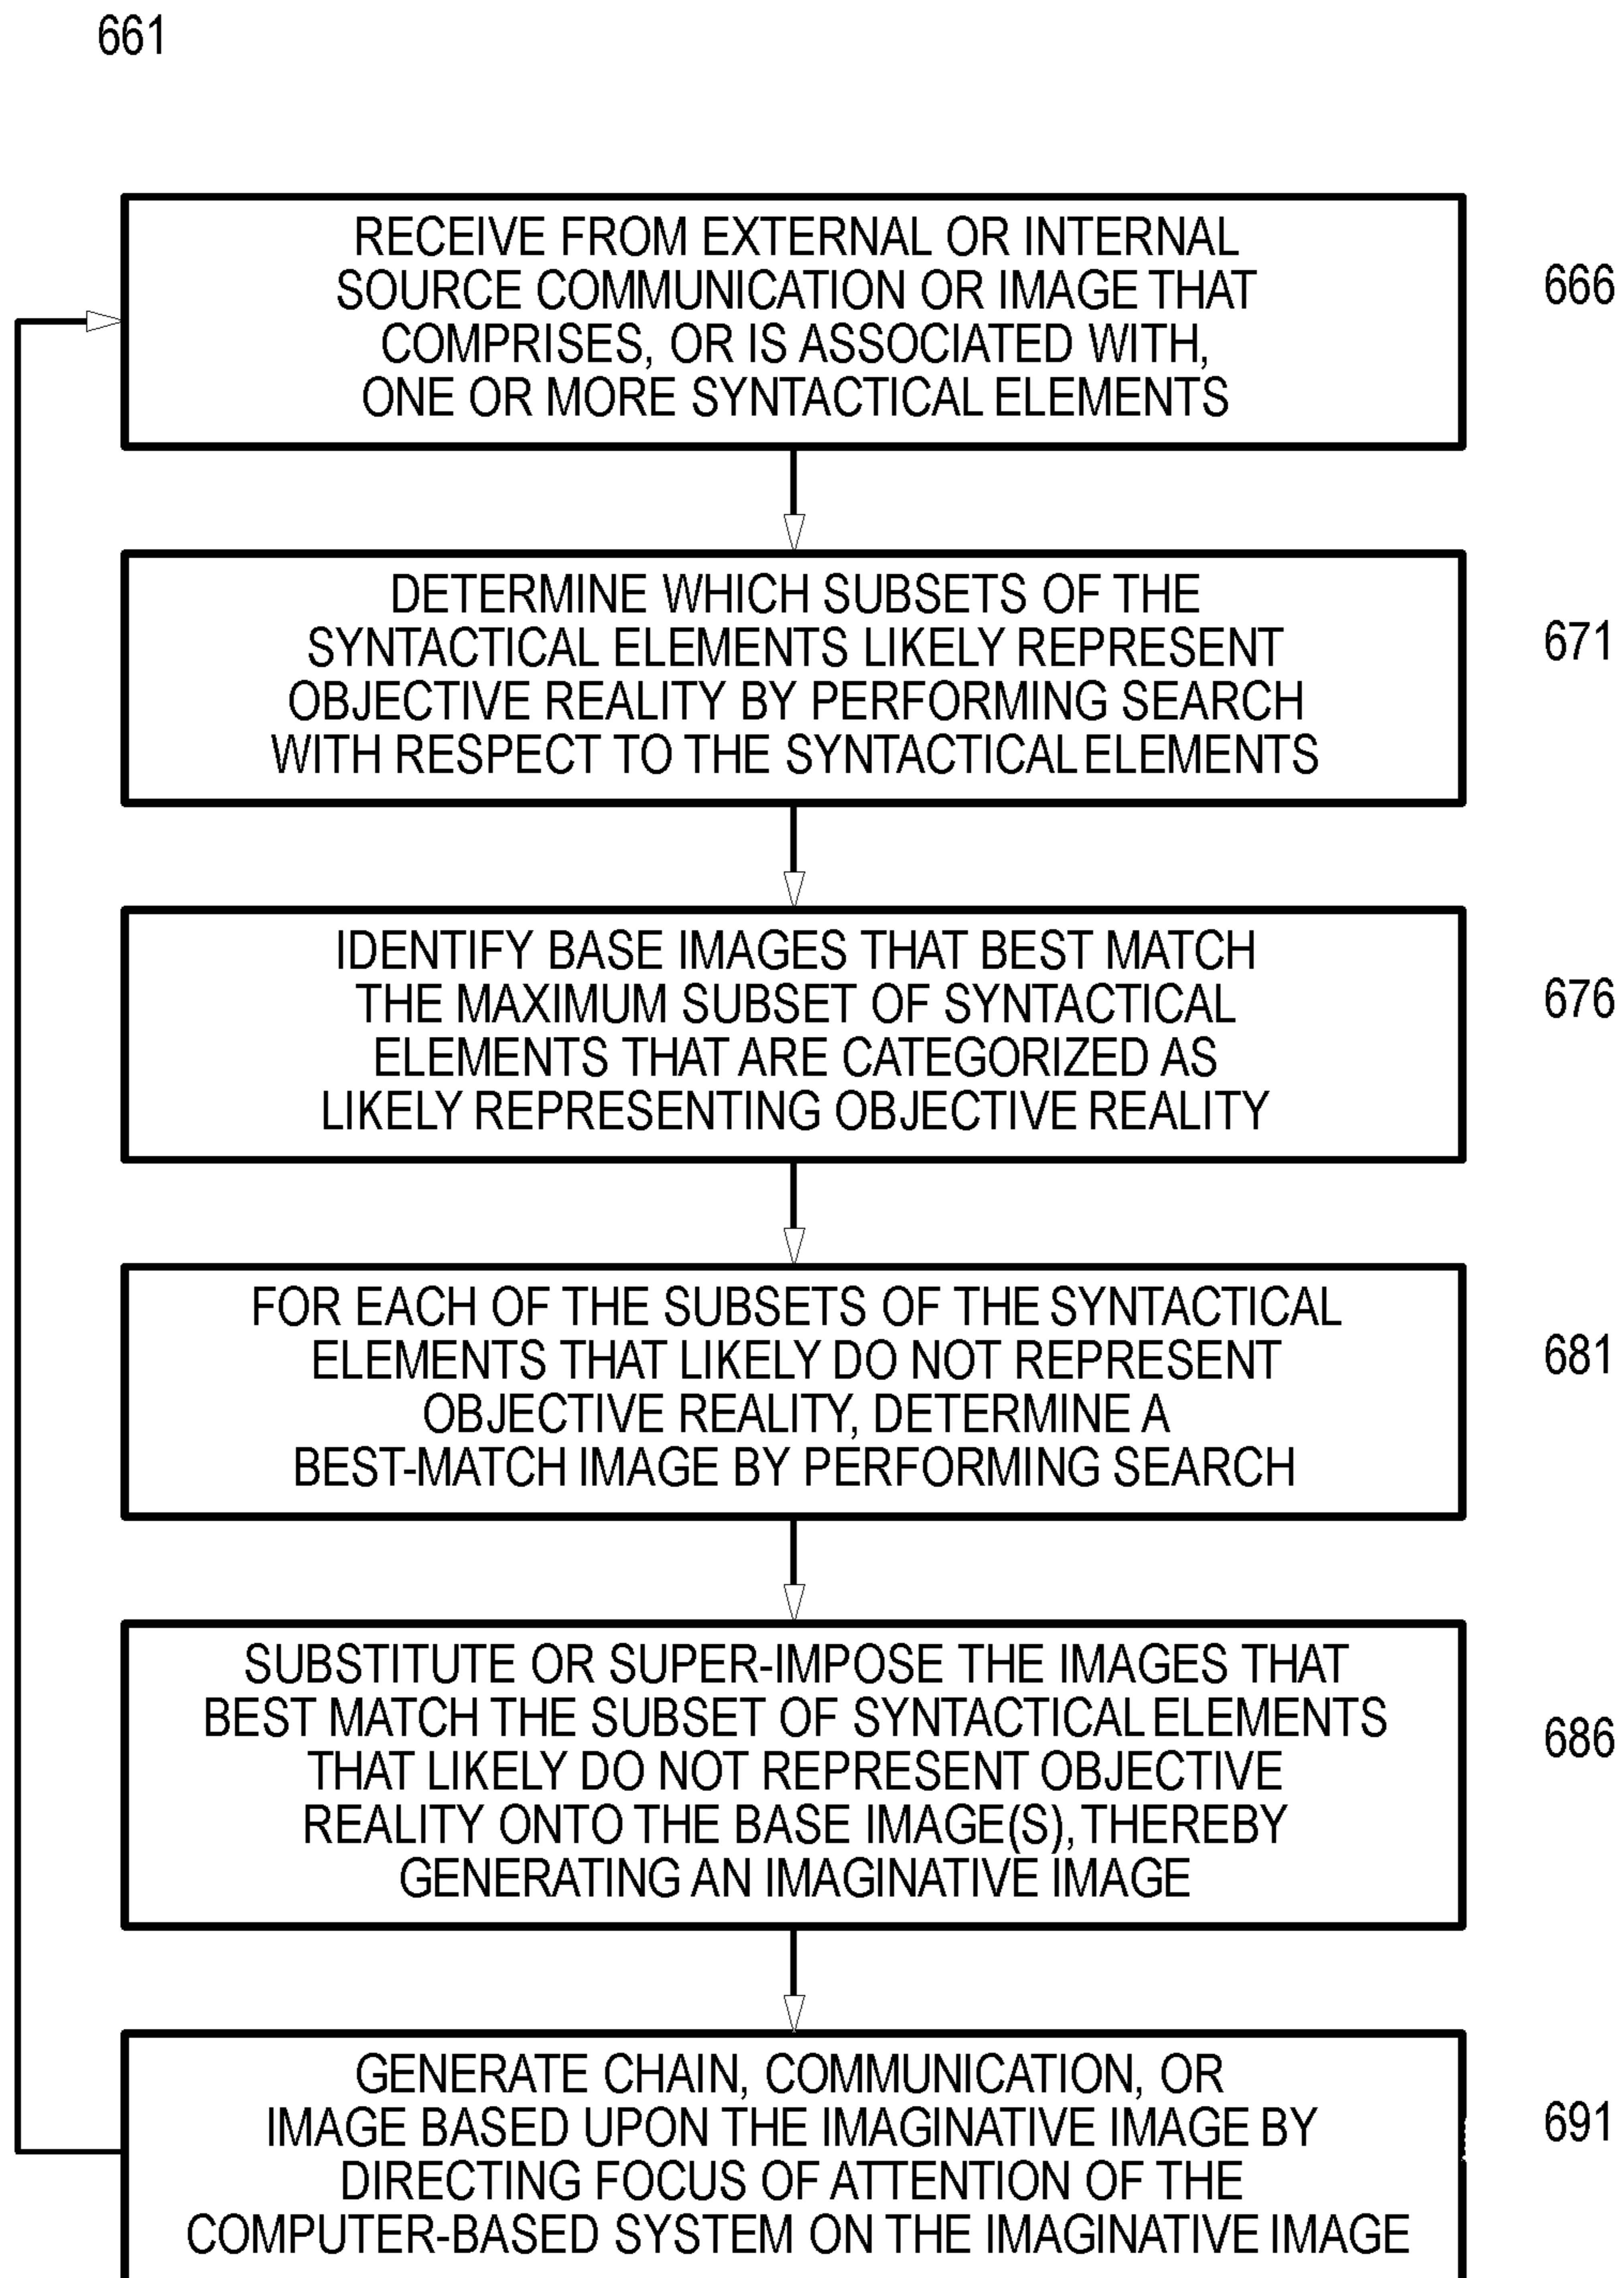 661
RECEIVE FROM EXTERNAL OR INTERNAL
SOURCE COMMUNICATION OR IMAGE THAT
COMPRISES, OR IS ASSOCIATED WITH,
ONE OR MORE SYNTACTICAL ELEMENTS
666
DETERMINE WHICH SUBSETS OF THE
SYNTACTICAL ELEMENTS LIKELY REPRESENT
OBJECTIVE REALITY BY PERFORMING SEARCH
WITH RESPECT TO THE SYNTACTICAL ELEMENTS
671
IDENTIFY BASE IMAGES THAT BEST MATCH
THE MAXIMUM SUBSET OF SYNTACTICAL
ELEMENTS THAT ARE CATEGORIZED AS
LIKELY REPRESENTING OBJECTIVE REALITY
676
FOR EACH OF THE SUBSETS OF THE SYNTACTICAL
ELEMENTS THAT LIKELY DO NOT REPRESENT
OBJECTIVE REALITY, DETERMINE A
BEST-MATCH IMAGE BY PERFORMING SEARCH
681
SUBSTITUTE OR SUPER-IMPOSE THE IMAGES THAT
BEST MATCH THE SUBSET OF SYNTACTICAL ELEMENTS
THAT LIKELY DO NOT REPRESENT OBJECTIVE
REALITY ONTO THE BASE IMAGE(S), THEREBY
GENERATING AN IMAGINATIVE IMAGE
686
GENERATE CHAIN, COMMUNICATION, OR
IMAGE BASED UPON THE IMAGINATIVE IMAGE BY
DIRECTING FOCUS OF ATTENTION OF THE
COMPUTER-BASED SYSTEM ON THE IMAGINATIVE IMAGE
691